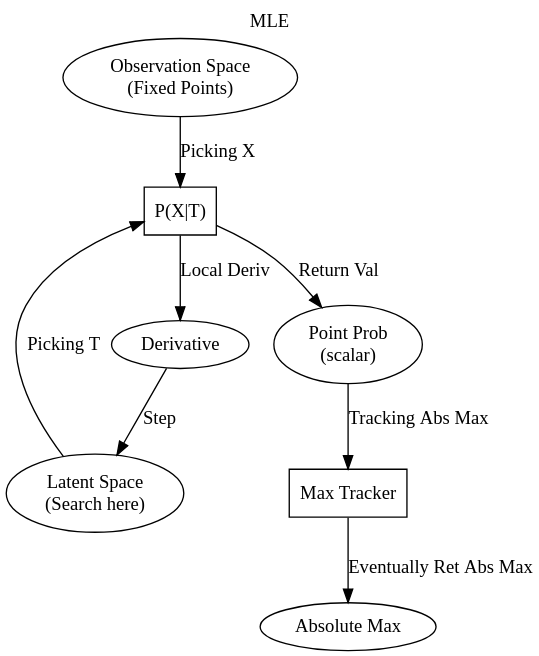 MLE
Observation Space
(Fixed Points)
Picking X
P(X|T)
Local Deriv
Return Val
Picking T
Derivative
Point Prob
(scalar)
Step
Tracking Abs Max
Latent Space
(Search here)
Max Tracker
Eventually Ret Abs Max
Absolute Max